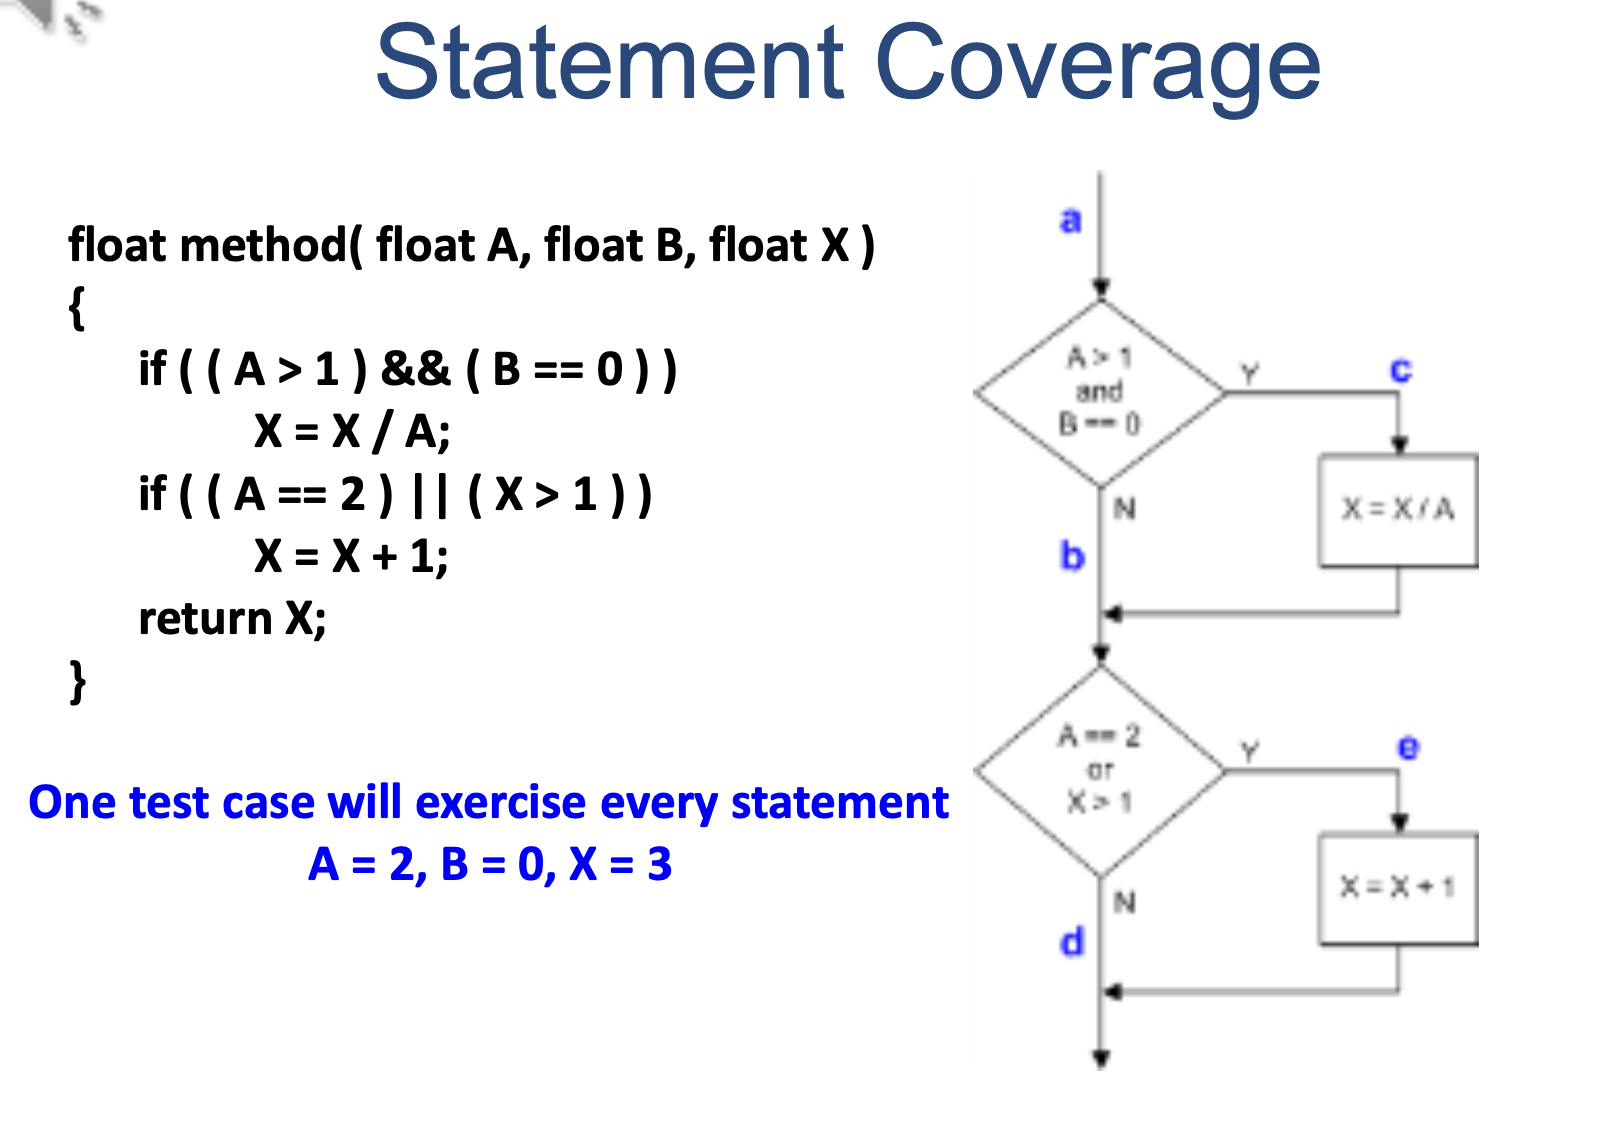 Statement Coverage
float method( float A, float B, float X )
{
if ( ( A > 1 ) && ( B == 0 ) )
X = X / A;
if ( ( A == 2 ) || ( X > 1 ) )
X = X + 1;
return X;
}
One test case will exercise every statement
A = 2, B = 0, X = 3
a
A > 1
and
B == 0
Y
c
X = X / A
N
b
A == 2
or
X > 1
Y
e
X = X + 1
N
d